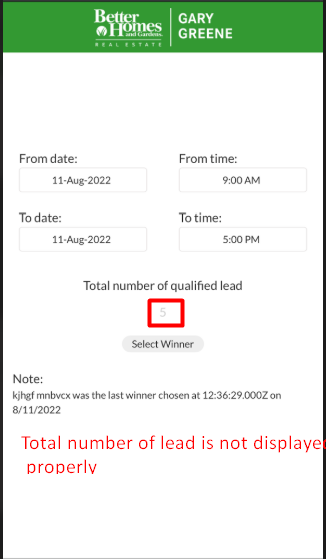 Better
Homes
and Gardens
REAL ESTATE
GARY
GREENE
From date:
From time:
11-Aug-2022
9:00 AM
To date:
To time:
11-Aug-2022
5:00 PM
Total number of qualified lead
5
Select Winner
Note:
kjhgf mnbvcx was the last winner chosen at 12:36:29.000Z on
8/11/2022
Total number of lead is not displayed
properly